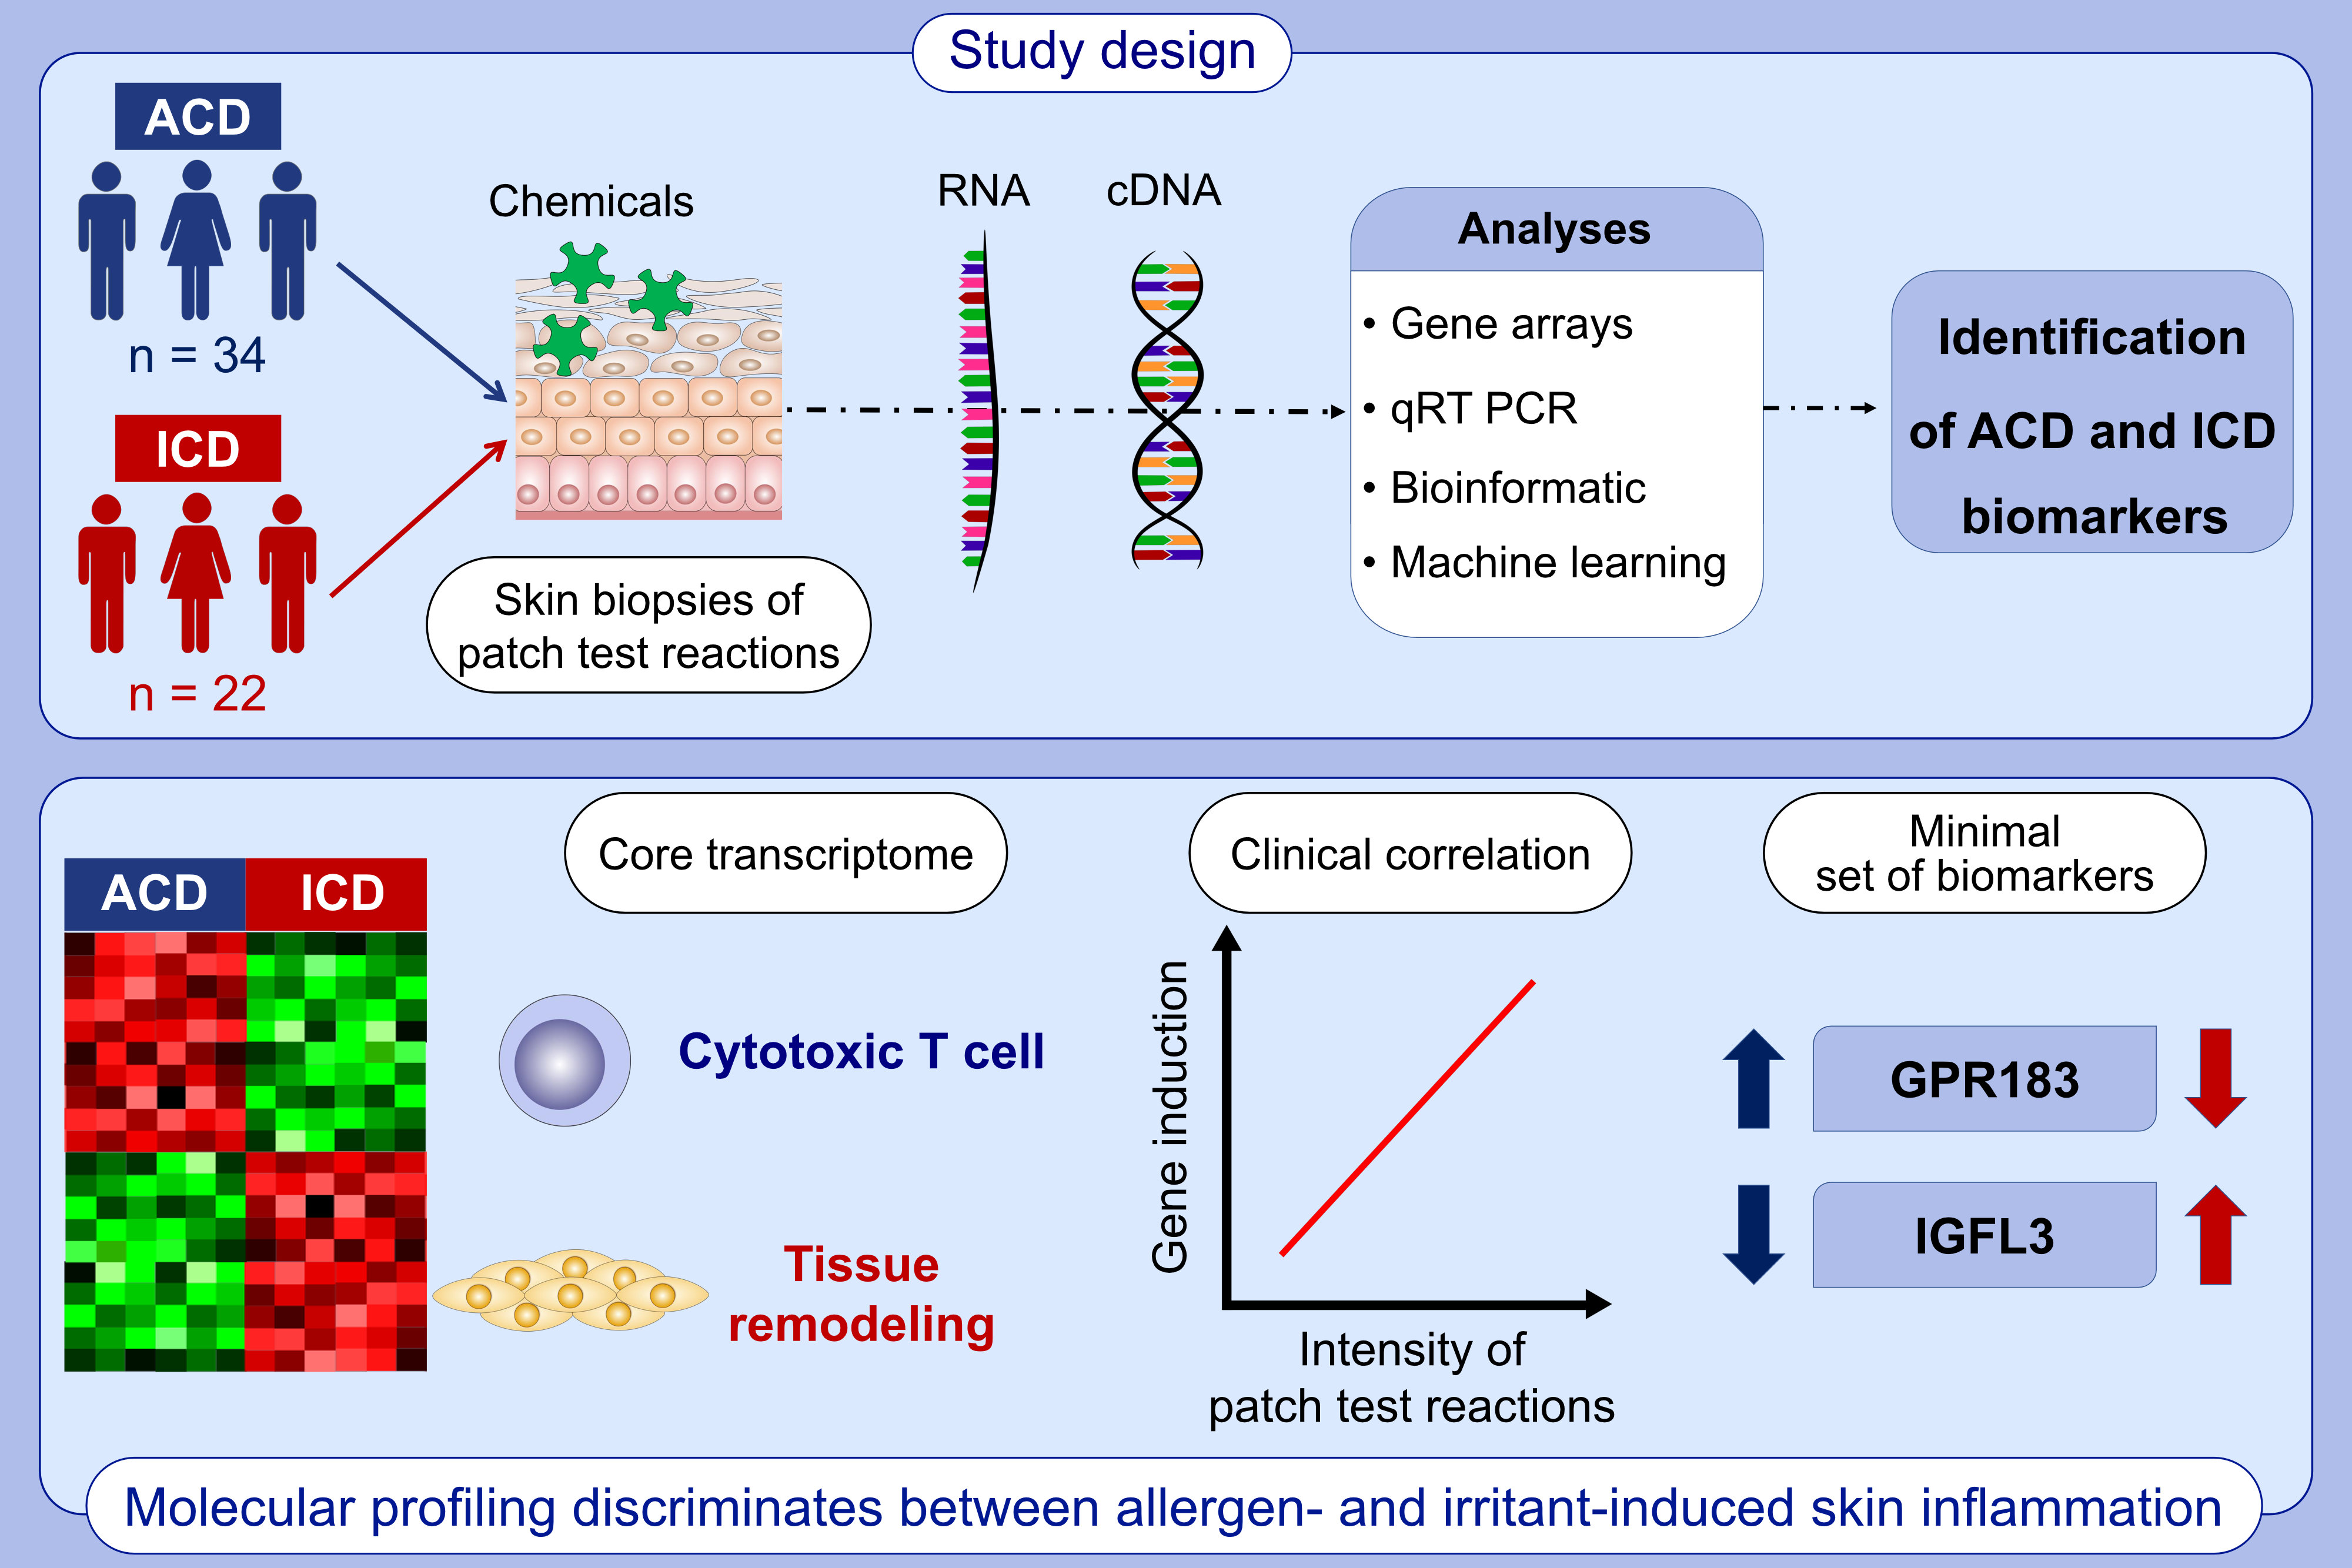 Study design
ACD
n = 34
ICD
n = 22
Chemicals
Skin biopsies of
patch test reactions
RNA
cDNA
Analyses
• Gene arrays
• qRT PCR
• Bioinformatic
• Machine learning
Identification
of ACD and ICD
biomarkers
ACD
ICD
Core transcriptome
Cytotoxic T cell
Tissue
remodeling
Clinical correlation
Gene induction
Intensity of
patch test reactions
Minimal
set of biomarkers
GPR183
IGFL3
Molecular profiling discriminates between allergen- and irritant-induced skin inflammation